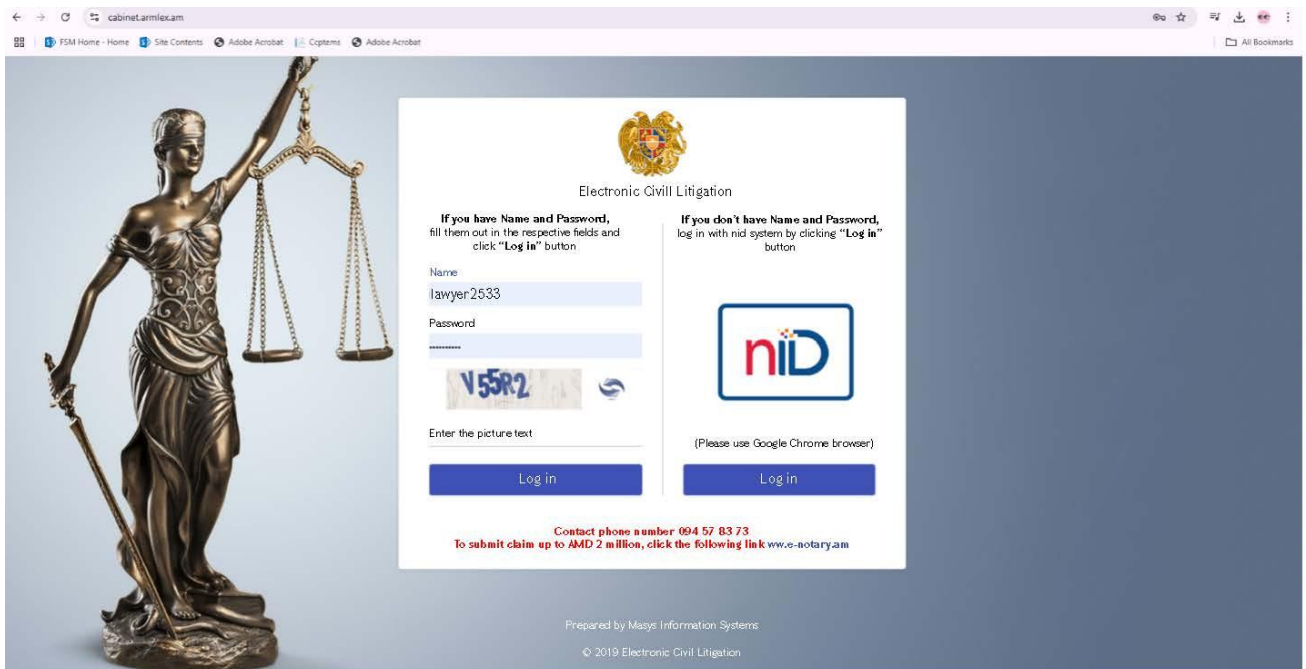 cabinet.armlex.am
FSM Home - Home
Site Contents
Adobe Acrobat
Ccptems
Adobe Acrobat
All Bookmarks
Electronic Civill Litigation
If you have Name and Password,
fill them out in the respective fields and
click “Log in” button
Name
lawyer2533
Password
V55R2
Enter the picture text
Log in
If you don't have Name and Password,
log in with nid system by clicking “Log in”
button
niD
(Please use Google Chrome browser)
Log in
Contact phone number 094 57 83 73
To submit claim up to AMD 2 million, click the following link ww.e-notary.am
Prepared by Masys Information Systems
© 2019 Electronic Civil Litigation